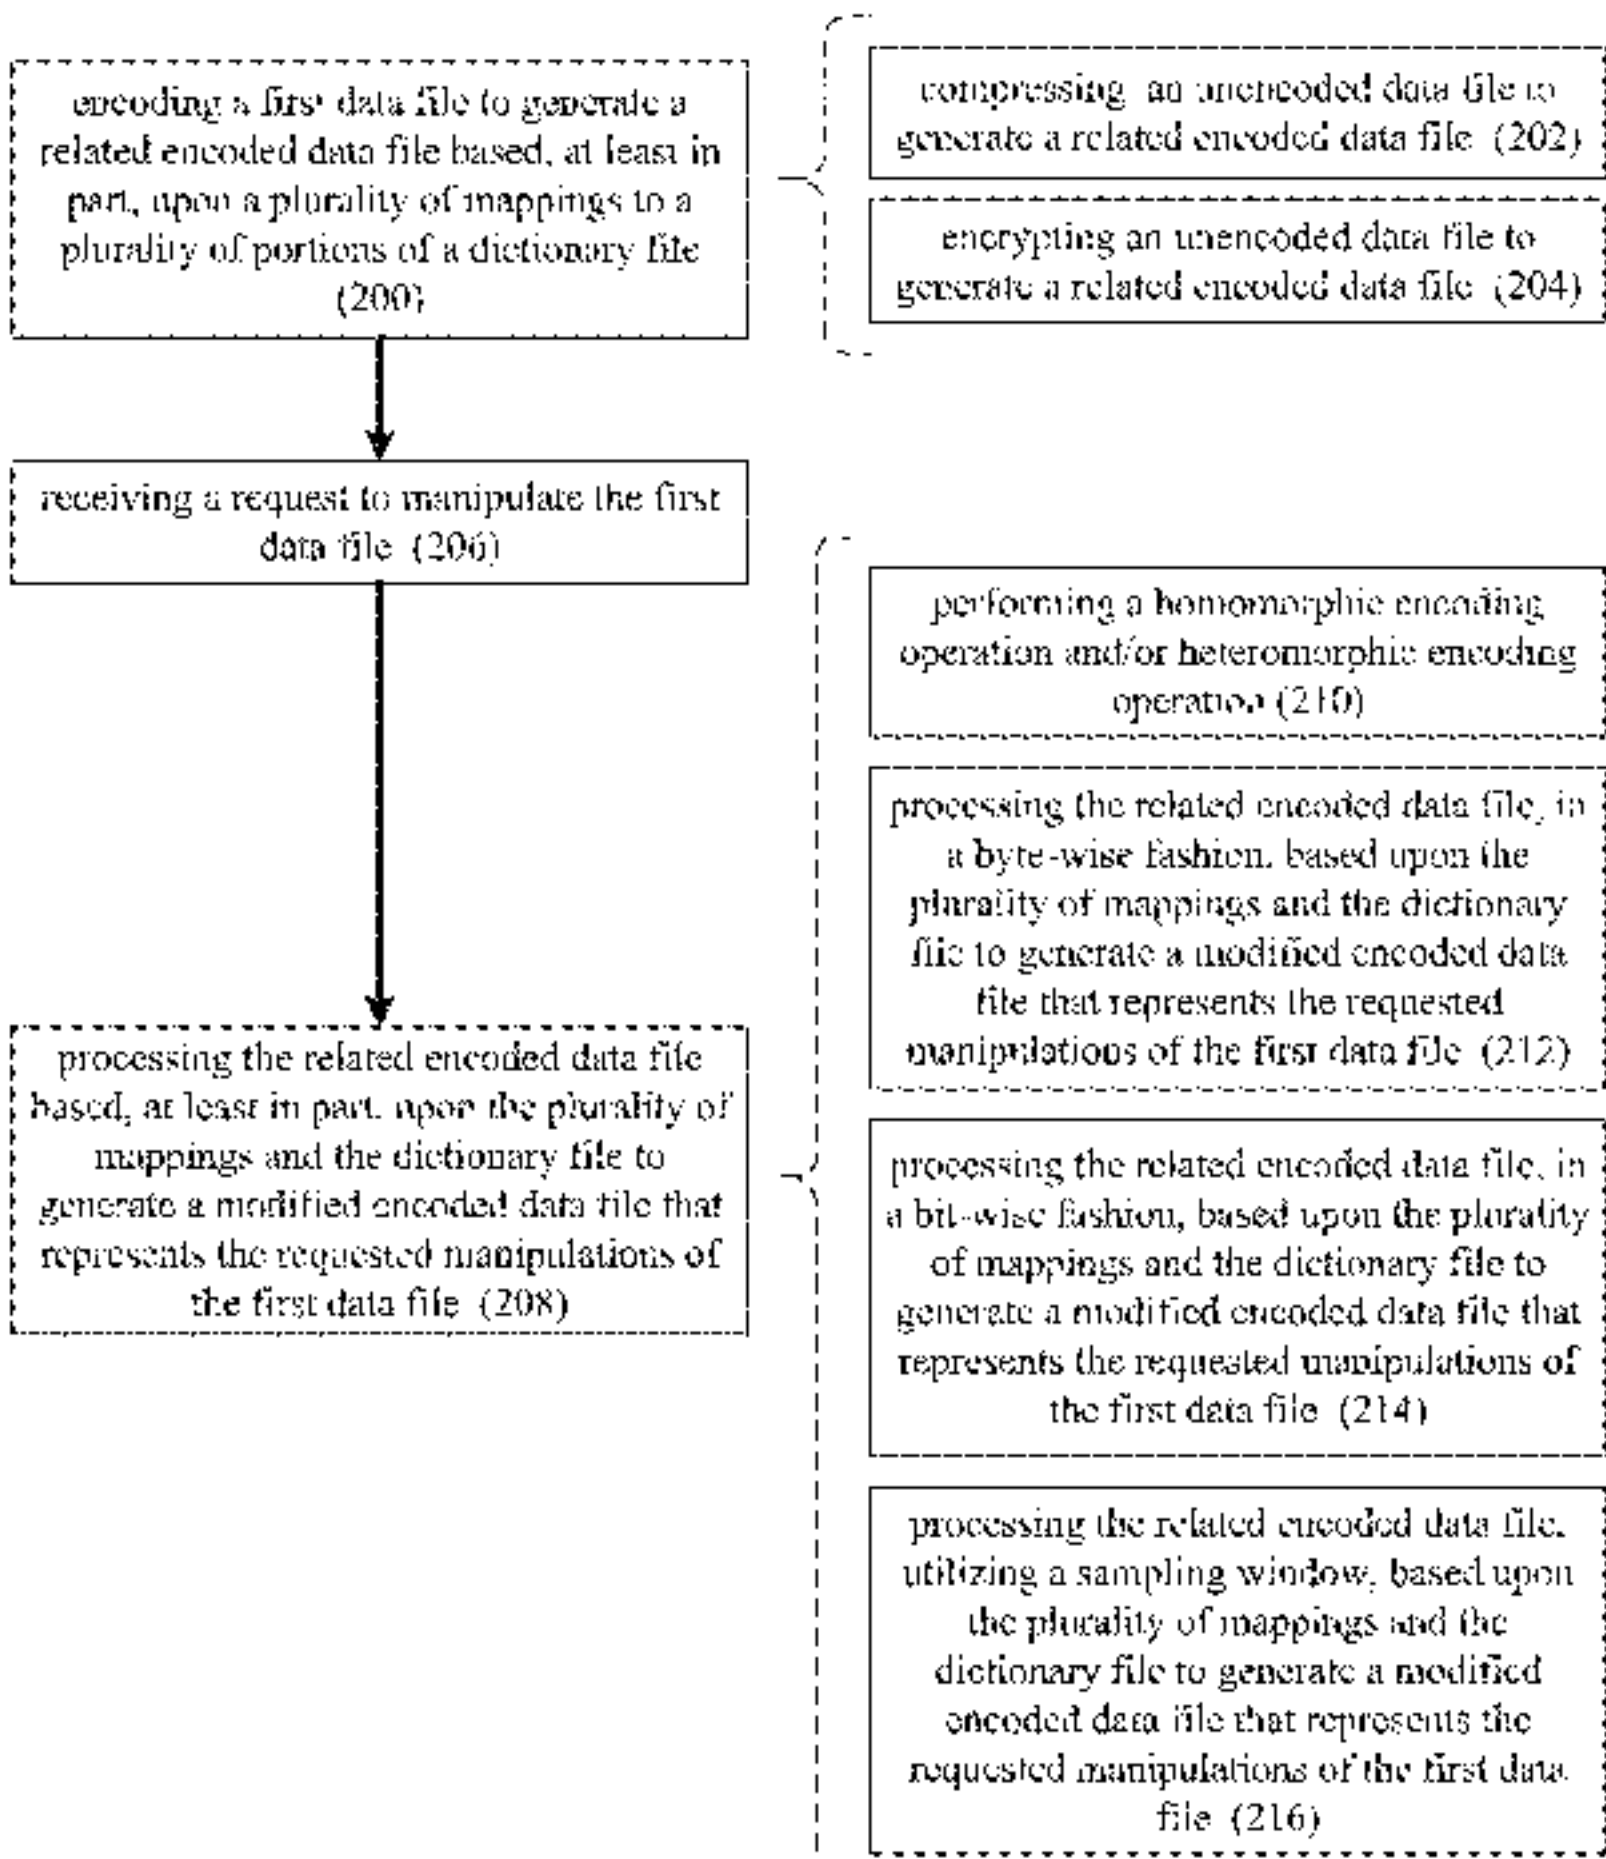 encoding a first data file to generate a
related encoded data file based, at least in
part, upon a plurality of mappings to a
plurality of portions of a dictionary file
(200)
compressing an unencoded data file to
generate a related encoded data file (202)
encrypting an unencoded data file to
generate a related encoded data file (204)
receiving a request to manipulate the first
data file (206)
processing the related encoded data file
based, at least in part, upon the plurality of
mappings and the dictionary file to
generate a modified encoded data file that
represents the requested manipulations of
the first data file (208)
performing a homomorphic encoding
operation and/or heteromorphic encoding
operation (210)
processing the related encoded data file, in
a byte-wise fashion, based upon the
plurality of mappings and the dictionary
file to generate a modified encoded data
file that represents the requested
manipulations of the first data file (212)
processing the related encoded data file, in
a bit-wise fashion, based upon the plurality
of mappings and the dictionary file to
generate a modified encoded data file that
represents the requested manipulations of
the first data file (214)
processing the related encoded data file,
utilizing a sampling window, based upon
the plurality of mappings and the
dictionary file to generate a modified
encoded data file that represents the
requested manipulations of the first data
file (216)